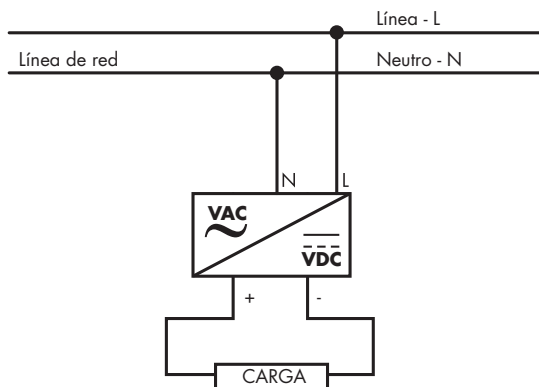 Línea - L
Línea de red
Neutro - N
N
L
VAC
VDC
+
-
CARGA